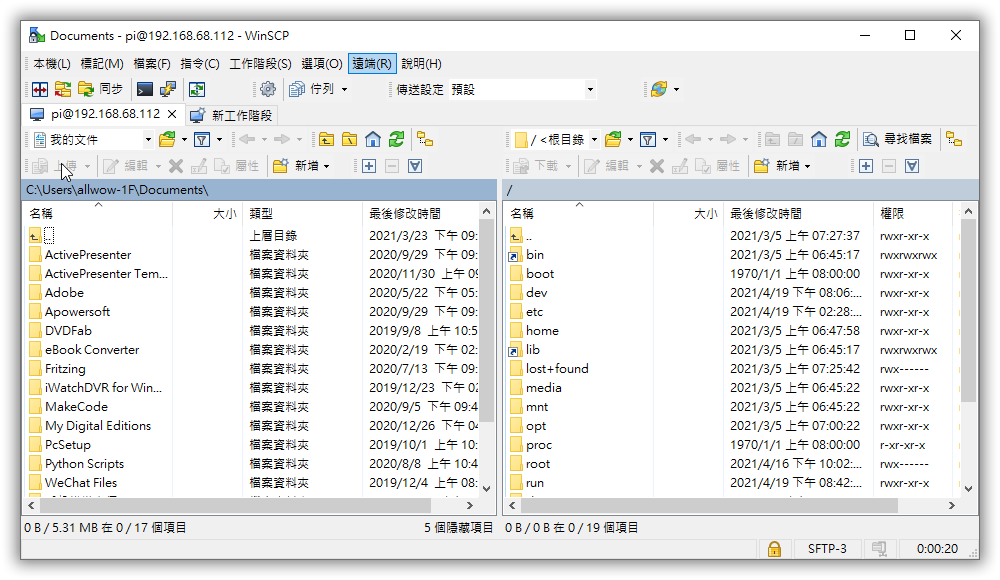 Documents - pi@192.168.68.112 - WinSCP
本機(L) 標記(M) 檔案(F) 指令(C) 工作階段(S) 選項(O) 遠端(R) 說明(H)
同步 佇列 傳送設定 預設
pi@192.168.68.112 × 新工作階段
我的文件 / <根目錄 尋找檔案
上傳 編輯 屬性 新增 下載 編輯 屬性 新增
C:\Users\allwow-1F\Documents\ /
名稱 大小 類型 最後修改時間 名稱 大小 最後修改時間 權限
.. 上層目錄 2021/3/23 下午 09: .. 2021/3/5 上午 07:27:37 rwxr-xr-x
ActivePresenter 檔案資料夾 2020/9/29 下午 09: bin 2021/3/5 上午 06:45:17 rwxrwxrwx
ActivePresenter Tem... 檔案資料夾 2020/11/30 上午 09 boot 1970/1/1 上午 08:00:00 rwxr-xr-x
Adobe 檔案資料夾 2020/5/22 下午 05: dev 2021/4/19 下午 08:06:... rwxr-xr-x
Apowersoft 檔案資料夾 2020/9/29 下午 09: etc 2021/4/19 下午 02:28:... rwxr-xr-x
DVDFab 檔案資料夾 2019/9/8 上午 10:5 home 2021/3/5 上午 06:47:58 rwxr-xr-x
eBook Converter 檔案資料夾 2020/2/19 下午 02: lib 2021/3/5 上午 06:45:17 rwxrwxrwx
Fritzing 檔案資料夾 2020/7/13 下午 09: lost+found 2021/3/5 上午 07:25:42 rwx------
iWatchDVR for Win... 檔案資料夾 2019/12/23 下午 02 media 2021/3/5 上午 06:45:22 rwxr-xr-x
MakeCode 檔案資料夾 2020/9/5 下午 09:4 mnt 2021/3/5 上午 06:45:22 rwxr-xr-x
My Digital Editions 檔案資料夾 2020/12/26 下午 04 opt 2021/3/5 上午 07:00:22 rwxr-xr-x
PcSetup 檔案資料夾 2019/10/1 上午 10: proc 1970/1/1 上午 08:00:00 r-xr-xr-x
Python Scripts 檔案資料夾 2020/8/8 上午 10:4 root 2021/4/16 下午 10:02:... rwx------
WeChat Files 檔案資料夾 2019/12/4 上午 08: run 2021/4/19 下午 08:42:... rwxr-xr-x
0 B / 5.31 MB 在 0 / 17 個項目 5 個隱藏項目 0 B / 0 B 在 0 / 19 個項目
SFTP-3 0:00:20